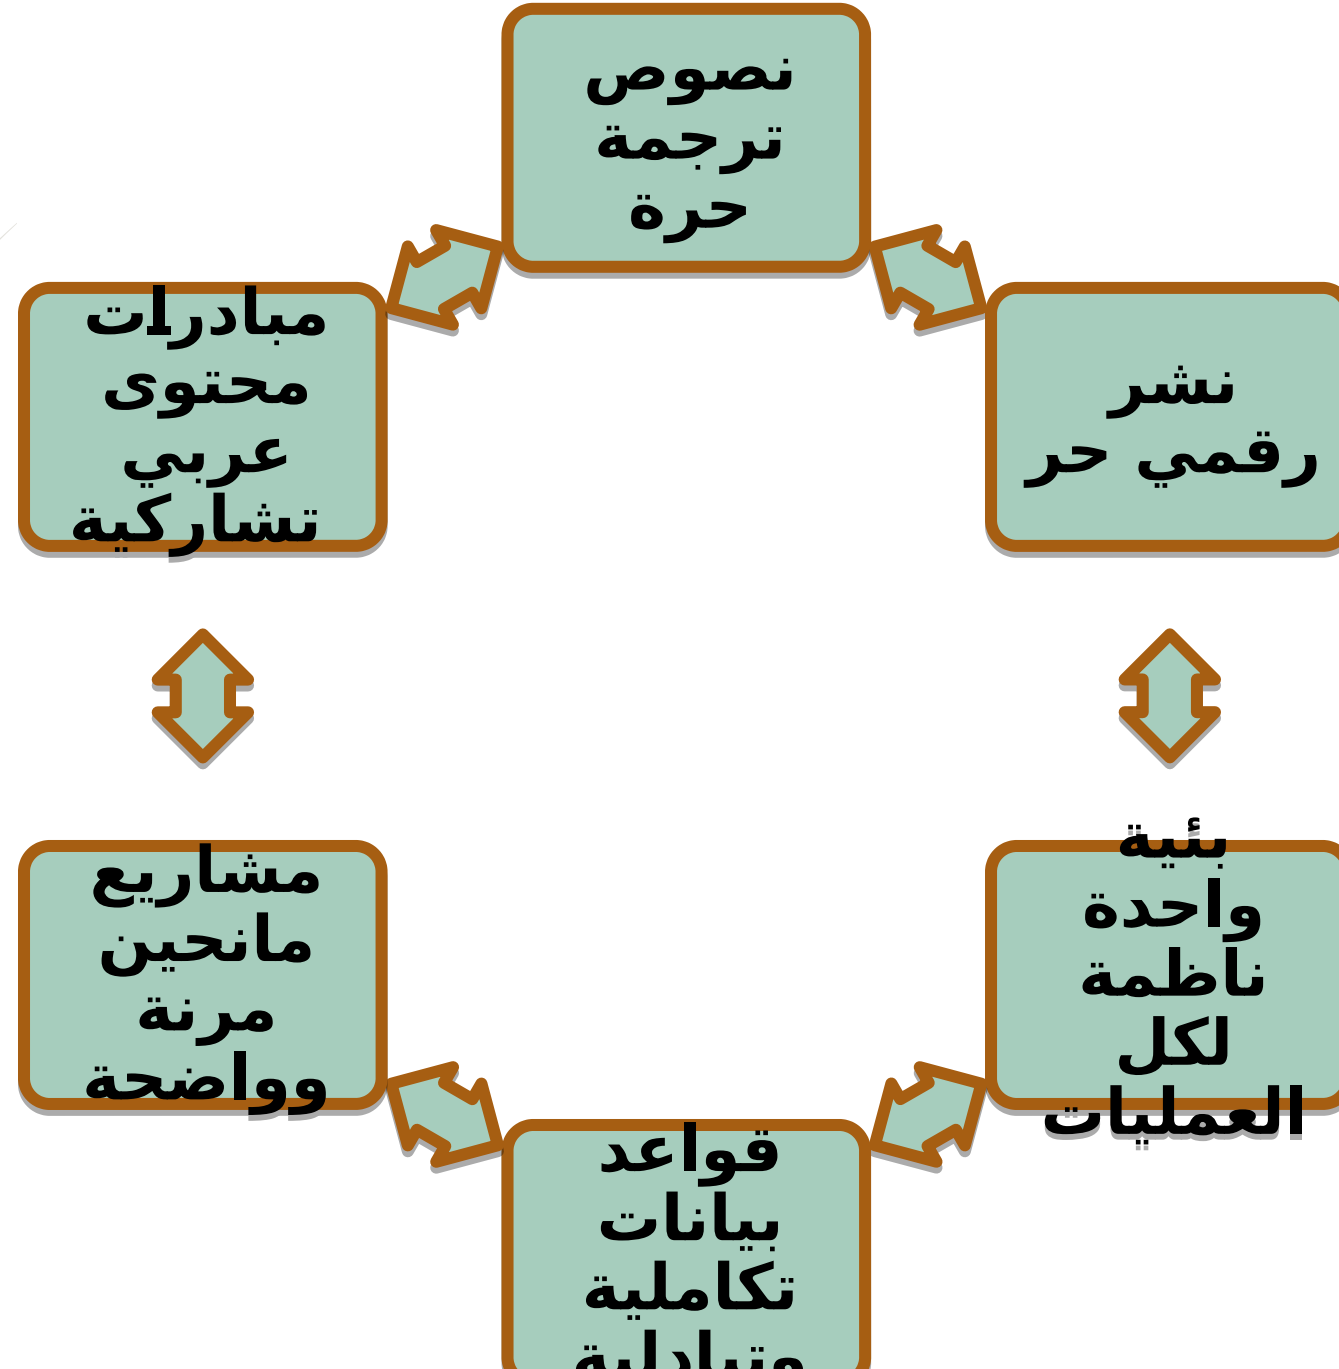 نصوص
ترجمة
حرة
نشر
رقمي حر
بئية
واحدة
ناظمة
لكل
العمليات
قواعد
بيانات
تكاملية
وتبادلية
مشاريع
مانحين
مرنة
وواضحة
مبادرات
محتوى
عربي
تشاركية